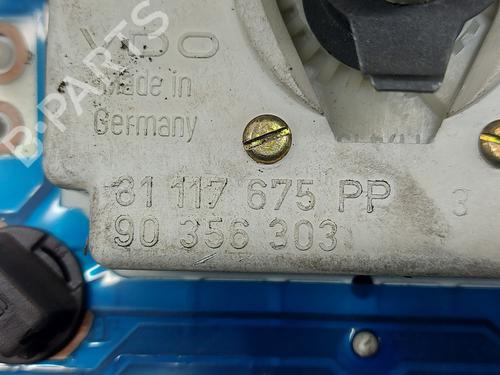 VDO
Made in
Germany
81 117 675 PP 3
90 356 303
B-PARTS